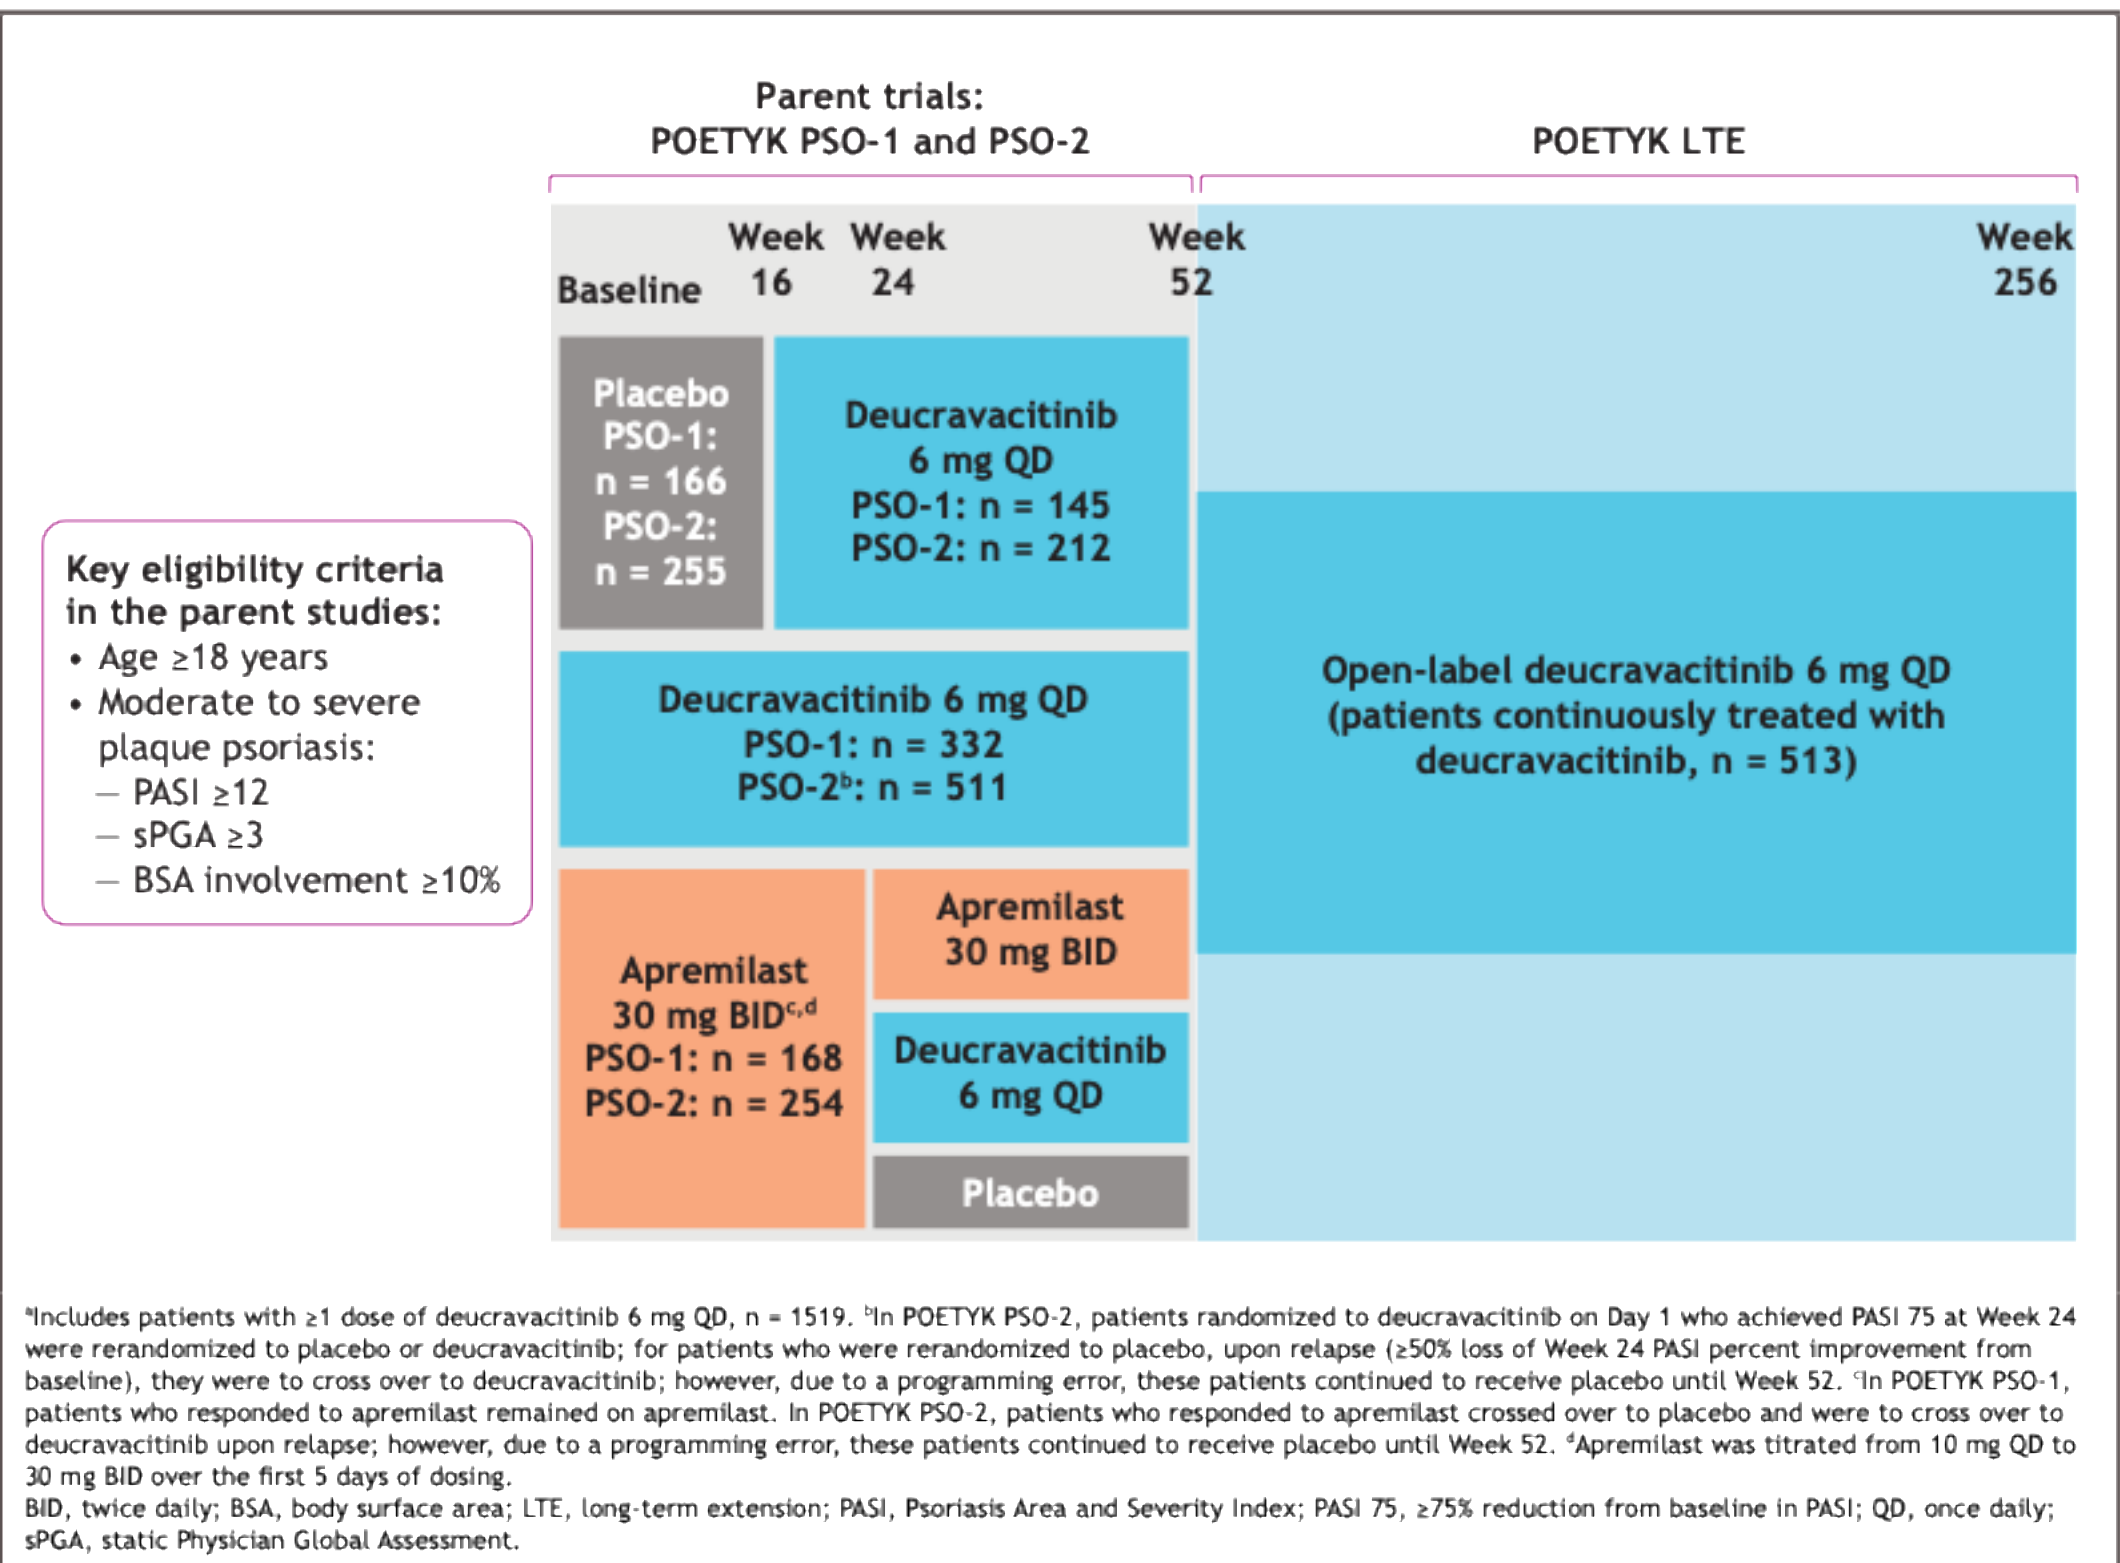 Parent trials:
POETYK PSO-1 and PSO-2
POETYK LTE
Baseline
Week
16
Week
24
Week
52
Week
256
Placebo
PSO-1:
n = 166
PSO-2:
n = 255
Deucravacitinib
6 mg QD
PSO-1: n = 145
PSO-2: n = 212
Key eligibility criteria
in the parent studies:
• Age ≥18 years
• Moderate to severe
plaque psoriasis:
— PASI ≥12
— sPGA ≥3
— BSA involvement ≥10%
Deucravacitinib 6 mg QD
PSO-1: n = 332
PSO-2ᵇ: n = 511
Open-label deucravacitinib 6 mg QD
(patients continuously treated with
deucravacitinib, n = 513)
Apremilast
30 mg BIDᶜ,ᵈ
PSO-1: n = 168
PSO-2: n = 254
Apremilast
30 mg BID
Deucravacitinib
6 mg QD
Placebo
ᵃIncludes patients with ≥1 dose of deucravacitinib 6 mg QD, n = 1519. ᵇIn POETYK PSO-2, patients randomized to deucravacitinib on Day 1 who achieved PASI 75 at Week 24
were rerandomized to placebo or deucravacitinib; for patients who were rerandomized to placebo, upon relapse (≥50% loss of Week 24 PASI percent improvement from
baseline), they were to cross over to deucravacitinib; however, due to a programming error, these patients continued to receive placebo until Week 52. ᶜIn POETYK PSO-1,
patients who responded to apremilast remained on apremilast. In POETYK PSO-2, patients who responded to apremilast crossed over to placebo and were to cross over to
deucravacitinib upon relapse; however, due to a programming error, these patients continued to receive placebo until Week 52. ᵈApremilast was titrated from 10 mg QD to
30 mg BID over the first 5 days of dosing.
BID, twice daily; BSA, body surface area; LTE, long-term extension; PASI, Psoriasis Area and Severity Index; PASI 75, ≥75% reduction from baseline in PASI; QD, once daily;
sPGA, static Physician Global Assessment.